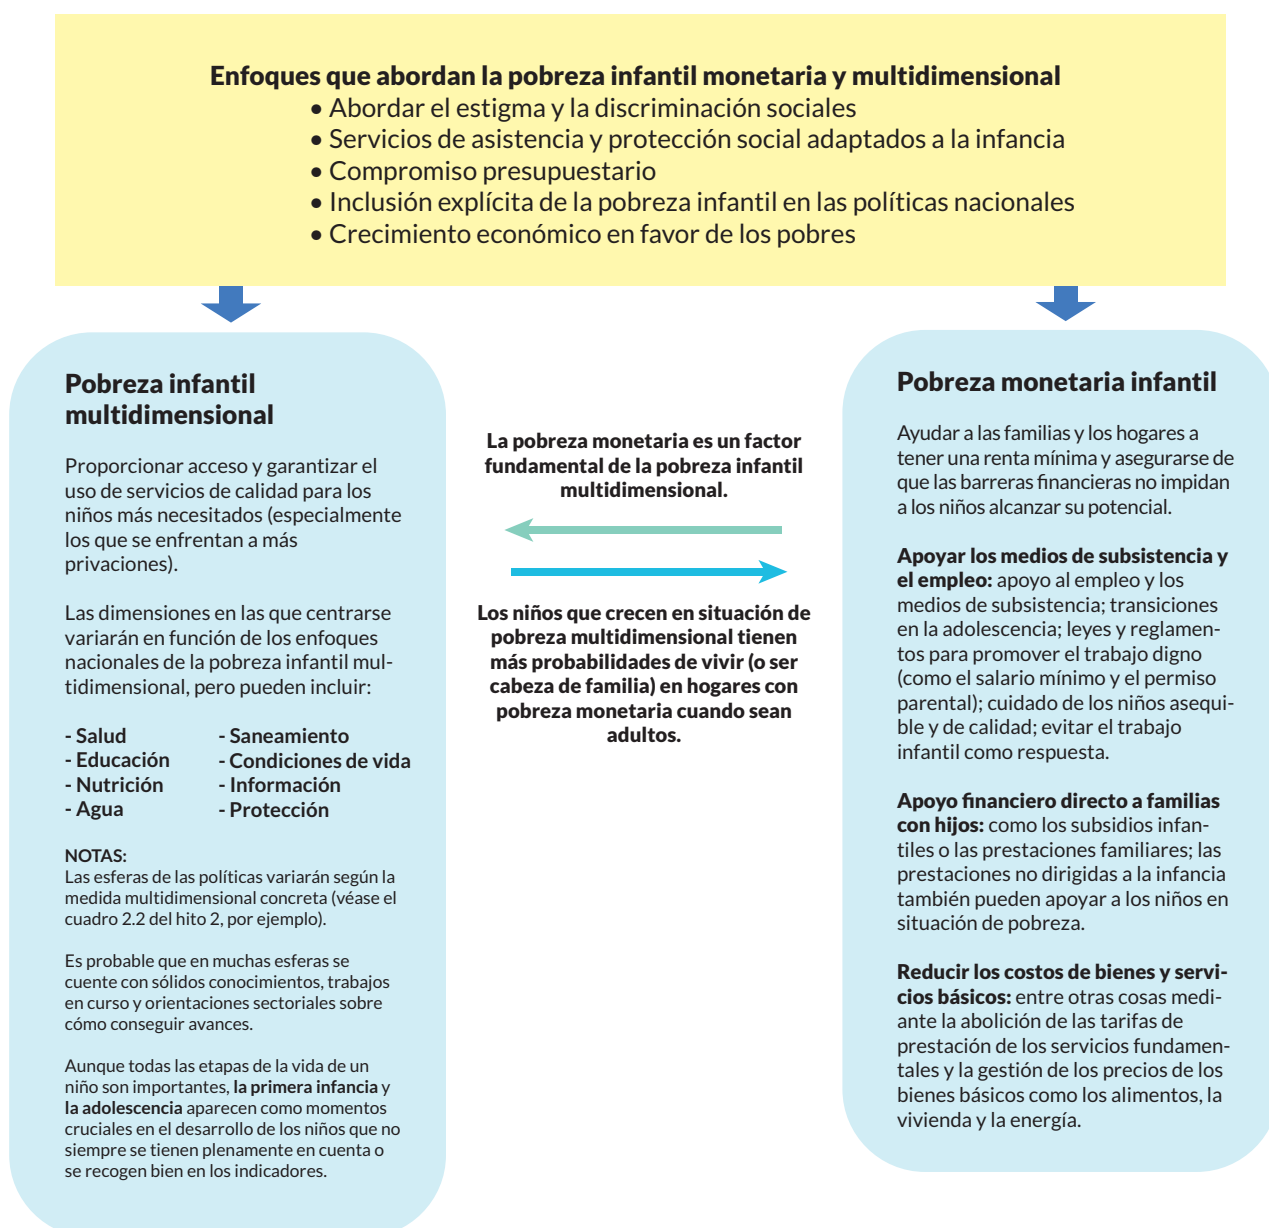 Enfoques que abordan la pobreza infantil monetaria y multidimensional
• Abordar el estigma y la discriminación sociales
• Servicios de asistencia y protección social adaptados a la infancia
• Compromiso presupuestario
• Inclusión explícita de la pobreza infantil en las políticas nacionales
• Crecimiento económico en favor de los pobres
Pobreza infantil
multidimensional
Proporcionar acceso y garantizar el
uso de servicios de calidad para los
niños más necesitados (especialmente
los que se enfrentan a más
privaciones).
Las dimensiones en las que centrarse
variarán en función de los enfoques
nacionales de la pobreza infantil mul-
tidimensional, pero pueden incluir:
- Salud
- Educación
- Nutrición
- Agua
- Saneamiento
- Condiciones de vida
- Información
- Protección
NOTAS:
Las esferas de las políticas variarán según la
medida multidimensional concreta (véase el
cuadro 2.2 del hito 2, por ejemplo).
Es probable que en muchas esferas se
cuente con sólidos conocimientos, trabajos
en curso y orientaciones sectoriales sobre
cómo conseguir avances.
Aunque todas las etapas de la vida de un
niño son importantes, la primera infancia y
la adolescencia aparecen como momentos
cruciales en el desarrollo de los niños que no
siempre se tienen plenamente en cuenta o
se recogen bien en los indicadores.
La pobreza monetaria es un factor
fundamental de la pobreza infantil
multidimensional.
Los niños que crecen en situación de
pobreza multidimensional tienen
más probabilidades de vivir (o ser
cabeza de familia) en hogares con
pobreza monetaria cuando sean
adultos.
Pobreza monetaria infantil
Ayudar a las familias y los hogares a
tener una renta mínima y asegurarse de
que las barreras financieras no impidan
a los niños alcanzar su potencial.
Apoyar los medios de subsistencia y
el empleo: apoyo al empleo y los
medios de subsistencia; transiciones
en la adolescencia; leyes y reglamen-
tos para promover el trabajo digno
(como el salario mínimo y el permiso
parental); cuidado de los niños asequi-
ble y de calidad; evitar el trabajo
infantil como respuesta.
Apoyo financiero directo a familias
con hijos: como los subsidios infan-
tiles o las prestaciones familiares; las
prestaciones no dirigidas a la infancia
también pueden apoyar a los niños en
situación de pobreza.
Reducir los costos de bienes y servi-
cios básicos: entre otras cosas medi-
ante la abolición de las tarifas de
prestación de los servicios fundamen-
tales y la gestión de los precios de los
bienes básicos como los alimentos, la
vivienda y la energía.